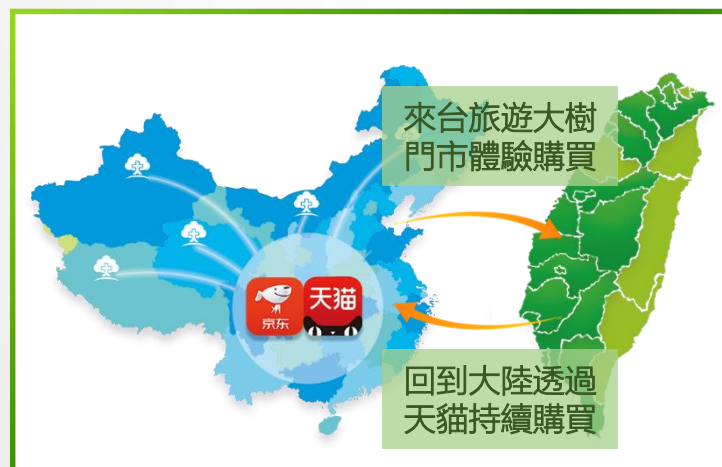 來台旅遊大樹
門市體驗購買
天猫
京东
回到大陸透過
天貓持續購買